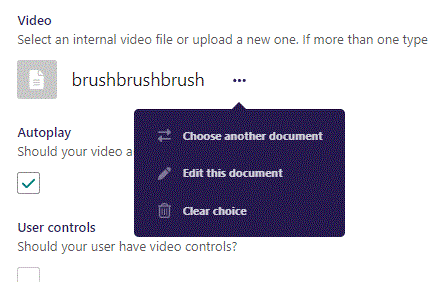 Video
Select an internal video file or upload a new one. If more than one type
brushbrushbrush
Choose another document
Autoplay
Should your video a
Edit this document
Clear choice
User controls
Should your user have video controls?